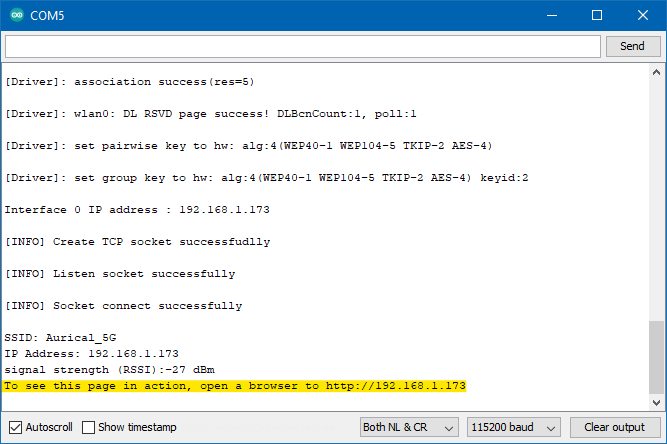 COM5
Send
[Driver]: association success(res=5)
[Driver]: wlan0: DL RSVD page success! DLBcnCount:1, poll:1
[Driver]: set pairwise key to hw: alg:4(WEP40-1 WEP104-5 TKIP-2 AES-4)
[Driver]: set group key to hw: alg:4(WEP40-1 WEP104-5 TKIP-2 AES-4) keyid:2
Interface 0 IP address : 192.168.1.173
[INFO] Create TCP socket successfudlly
[INFO] Listen socket successfully
[INFO] Socket connect successfully
SSID: Aurical_5G
IP Address: 192.168.1.173
signal strength (RSSI):-27 dBm
To see this page in action, open a browser to http://192.168.1.173
Autoscroll Show timestamp Both NL & CR 115200 baud Clear output